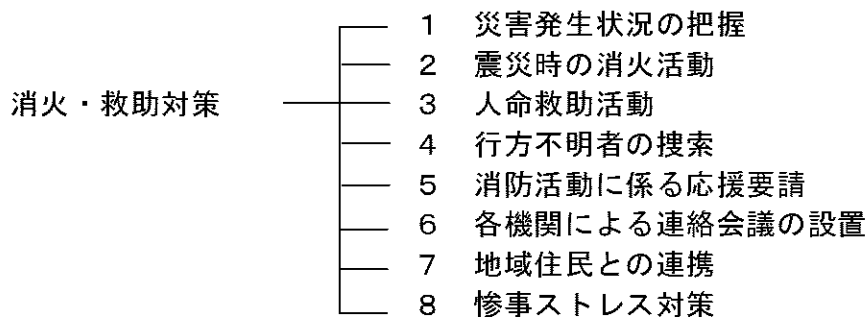 消火・救助対策
1 災害発生状況の把握
2 震災時の消火活動
3 人命救助活動
4 行方不明者の捜索
5 消防活動に係る応援要請
6 各機関による連絡会議の設置
7 地域住民との連携
8 惨事ストレス対策